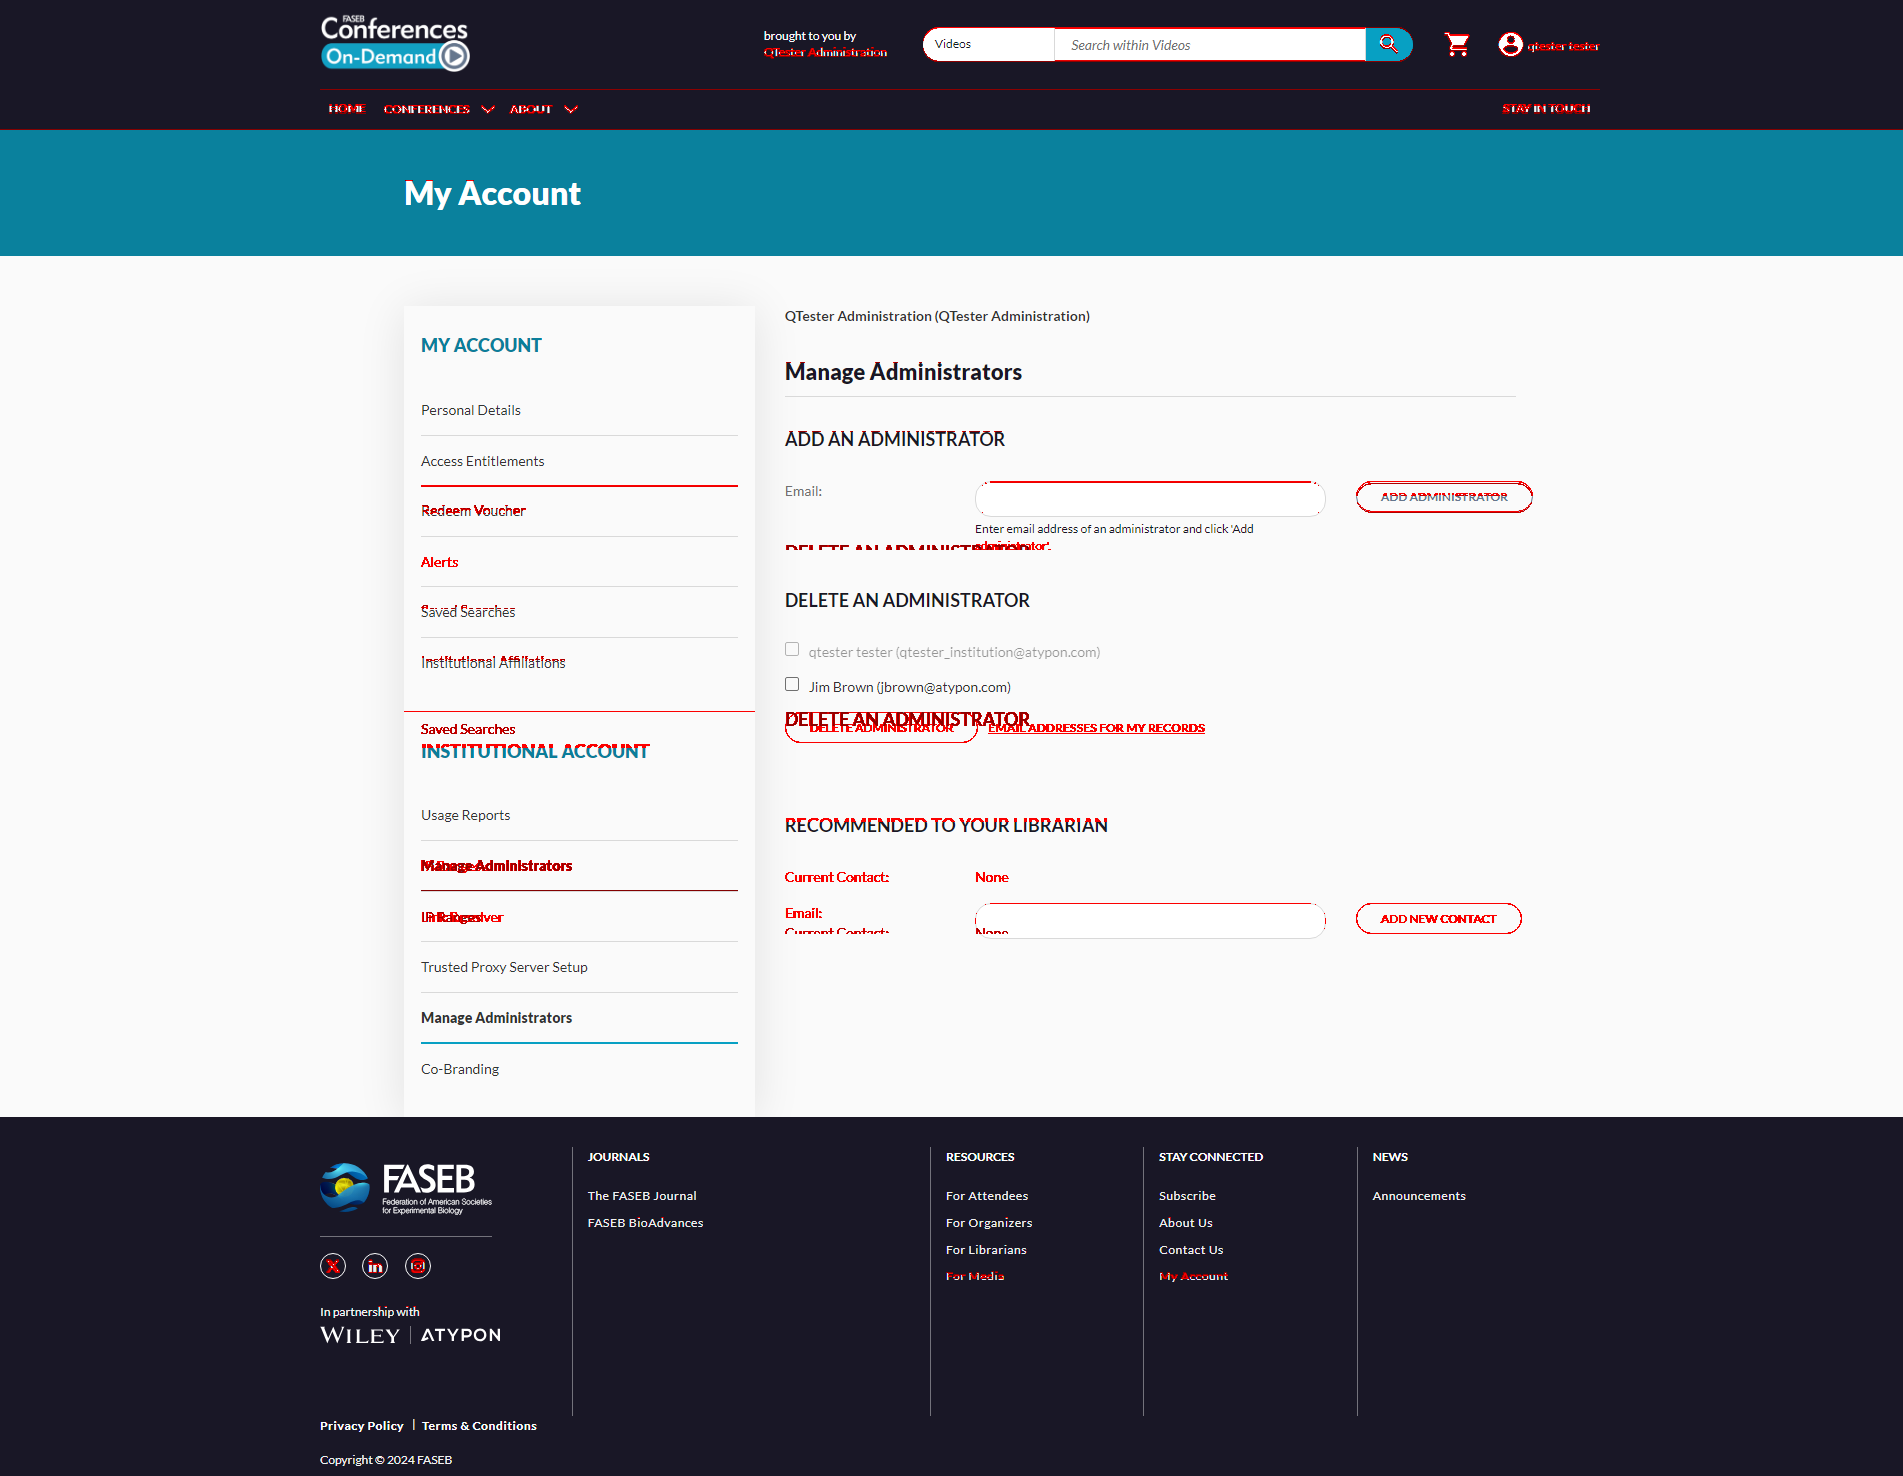 FASEB
Conferences
On-Demand
brought to you by
QTester Administration
Videos
Search within Videos
qtester tester
HOME
CONFERENCES
ABOUT
STAY IN TOUCH
My Account
MY ACCOUNT
Personal Details
Access Entitlements
Redeem Voucher
Alerts
Saved Searches
Institutional Affiliations
Saved Searches
INSTITUTIONAL ACCOUNT
Usage Reports
Manage Administrators
Trusted Proxy Server Setup
Manage Administrators
Co-Branding
QTester Administration (QTester Administration)
Manage Administrators
ADD AN ADMINISTRATOR
Email:
ADD ADMINISTRATOR
Enter email address of an administrator and click 'Add
administrator'.
DELETE AN ADMINISTRATOR
DELETE AN ADMINISTRATOR
qtester tester (qtester_institution@atypon.com)
Jim Brown (jbrown@atypon.com)
DELETE AN ADMINISTRATOR
DELETE ADMINISTRATOR
EMAIL ADDRESSES FOR MY RECORDS
RECOMMENDED TO YOUR LIBRARIAN
Current Contact:
None
Email:
ADD NEW CONTACT
Current Contact:
None
FASEB
Federation of American Societies
for Experimental Biology
in
In partnership with
WILEY | ATYPON
JOURNALS
The FASEB Journal
FASEB BioAdvances
RESOURCES
For Attendees
For Organizers
For Librarians
For Media
STAY CONNECTED
Subscribe
About Us
Contact Us
My Account
NEWS
Announcements
Privacy Policy | Terms & Conditions
Copyright © 2024 FASEB